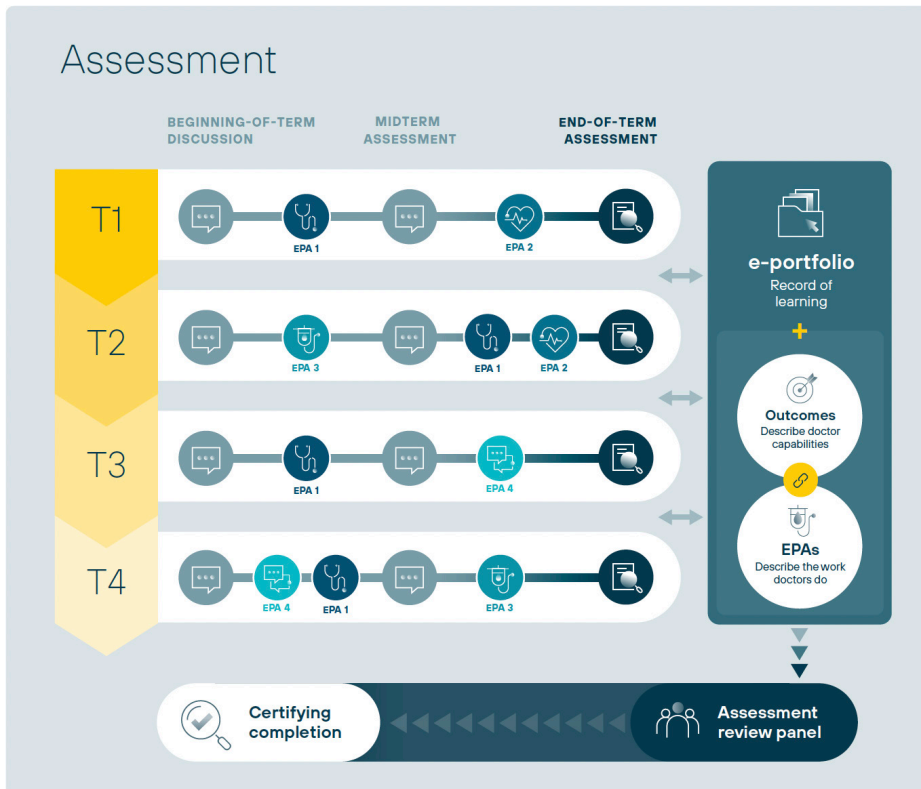 Assessment
BEGINNING-OF-TERM
DISCUSSION
MIDTERM
ASSESSMENT
END-OF-TERM
ASSESSMENT
T1
EPA 1
EPA 2
T2
EPA 3
EPA 1
EPA 2
T3
EPA 1
EPA 4
T4
EPA 4
EPA 1
EPA 3
e-portfolio
Record of
learning
+
Outcomes
Describe doctor
capabilities
EPAs
Describe the work
doctors do
Certifying
completion
Assessment
review panel